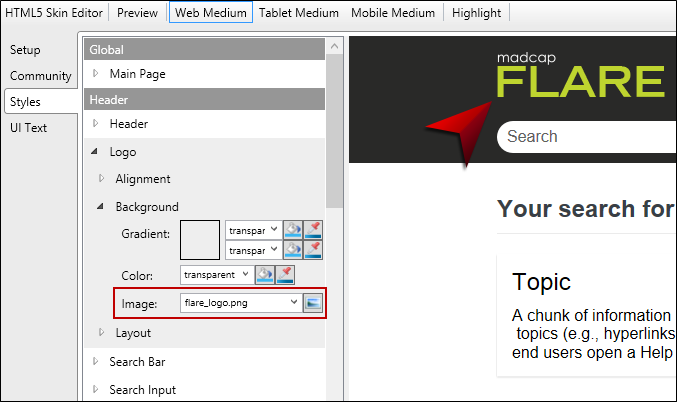 HTML5 Skin Editor Preview Web Medium Tablet Medium Mobile Medium Highlight
Setup
Community
Styles
UI Text
Global
Main Page
Header
Header
Logo
Alignment
Background
Gradient: transpar
transpar
Color: transparent
Image: flare_logo.png
Layout
Search Bar
Search Input
madcap
FLARE
Search
Your search for
Topic
A chunk of information
topics (e.g., hyperlinks
end users open a Help